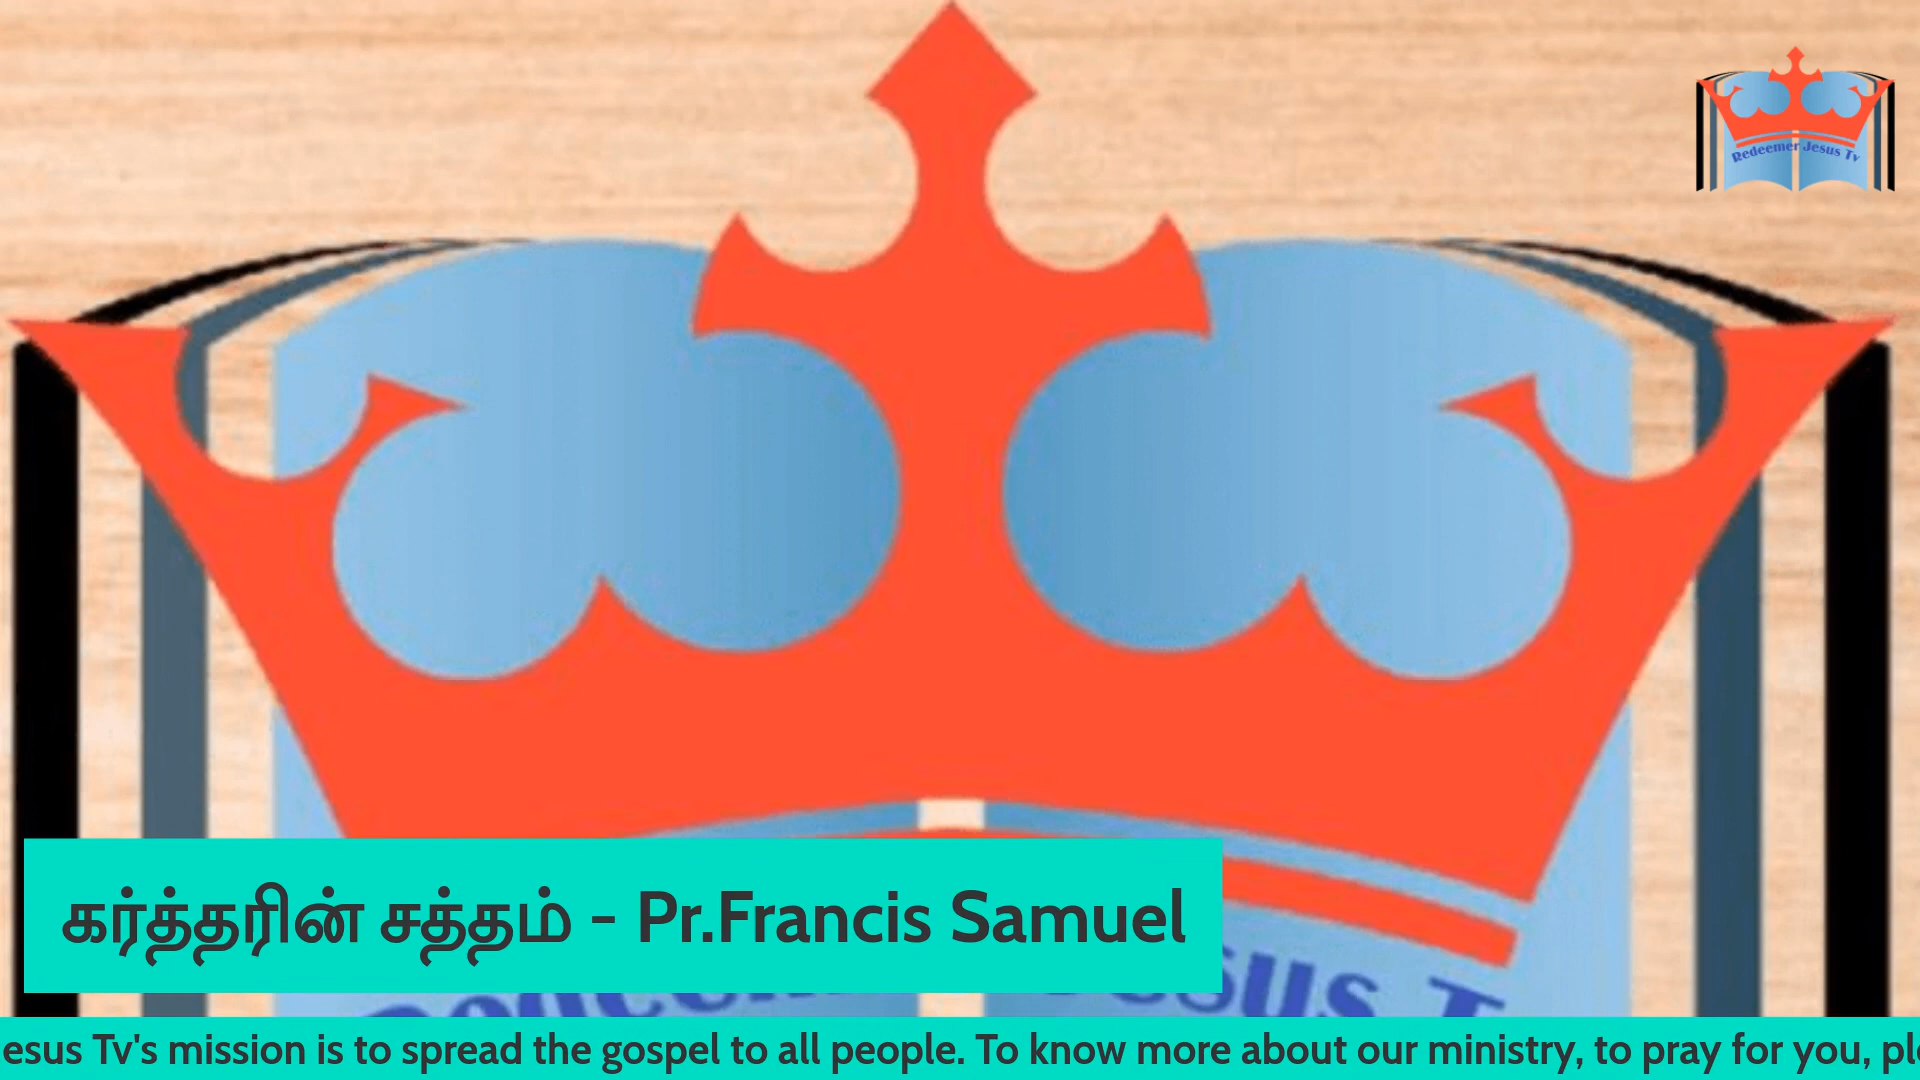 Redeemer Jesus Tv
கர்த்தரின் சத்தம் - Pr.Francis Samuel
esus Tv's mission is to spread the gospel to all people. To know more about our ministry, to pray for you, ple